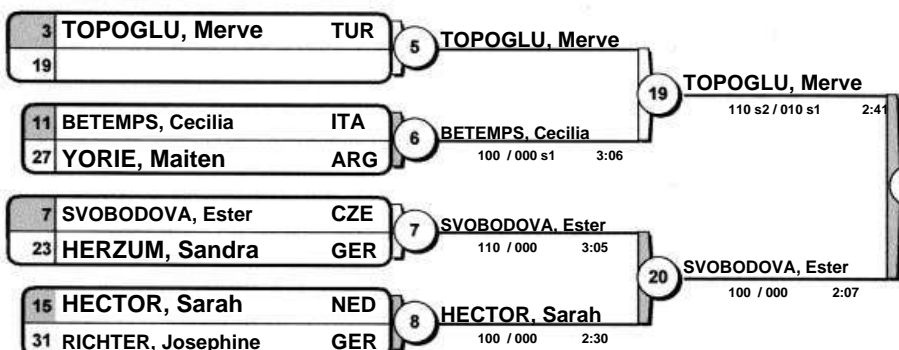 3 TOPOGLU, Merve TUR
19
5
TOPOGLU, Merve
11 BETEMPS, Cecilia ITA
27 YORIE, Maiten ARG
6
BETEMPS, Cecilia
100 / 000 s1 3:06
19
TOPOGLU, Merve
110 s2 / 010 s1 2:41
7 SVOBODOVA, Ester CZE
23 HERZUM, Sandra GER
7
SVOBODOVA, Ester
110 / 000 3:05
15 HECTOR, Sarah NED
31 RICHTER, Josephine GER
8
HECTOR, Sarah
100 / 000 2:30
20
SVOBODOVA, Ester
100 / 000 2:07